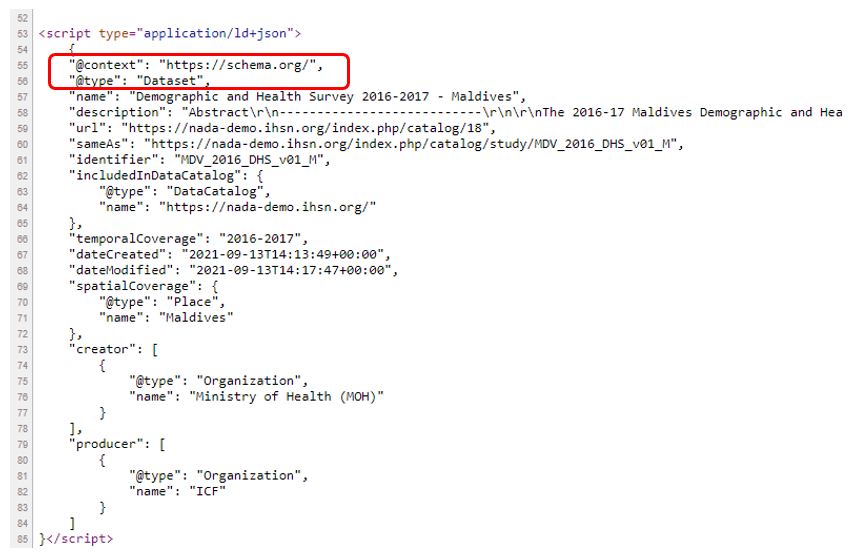 52
53 <script type="application/ld+json">
54 {
55 "@context": "https://schema.org/",
56 "@type": "Dataset",
57 "name": "Demographic and Health Survey 2016-2017 - Maldives",
58 "description": "Abstract\r\n---------------------------\r\n\r\nThe 2016-17 Maldives Demographic and Hea
59 "url": "https://nada-demo.ihsn.org/index.php/catalog/18",
60 "sameAs": "https://nada-demo.ihsn.org/index.php/catalog/study/MDV_2016_DHS_v01_M",
61 "identifier": "MDV_2016_DHS_v01_M",
62 "includedInDataCatalog": {
63 "@type": "DataCatalog",
64 "name": "https://nada-demo.ihsn.org/"
65 },
66 "temporalCoverage": "2016-2017",
67 "dateCreated": "2021-09-13T14:13:49+00:00",
68 "dateModified": "2021-09-13T14:17:47+00:00",
69 "spatialCoverage": {
70 "@type": "Place",
71 "name": "Maldives"
72 },
73 "creator": [
74 {
75 "@type": "Organization",
76 "name": "Ministry of Health (MOH)"
77 }
78 ],
79 "producer": [
80 {
81 "@type": "Organization",
82 "name": "ICF"
83 }
84 ]
85 }</script>